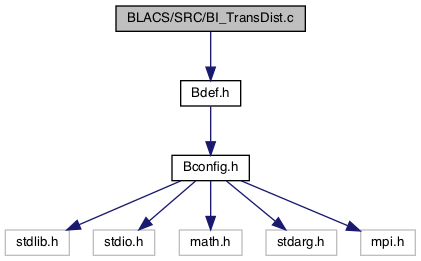 BLACS/SRC/BI_TransDist.c
Bdef.h
Bconfig.h
stdlib.h
stdio.h
math.h
stdarg.h
mpi.h